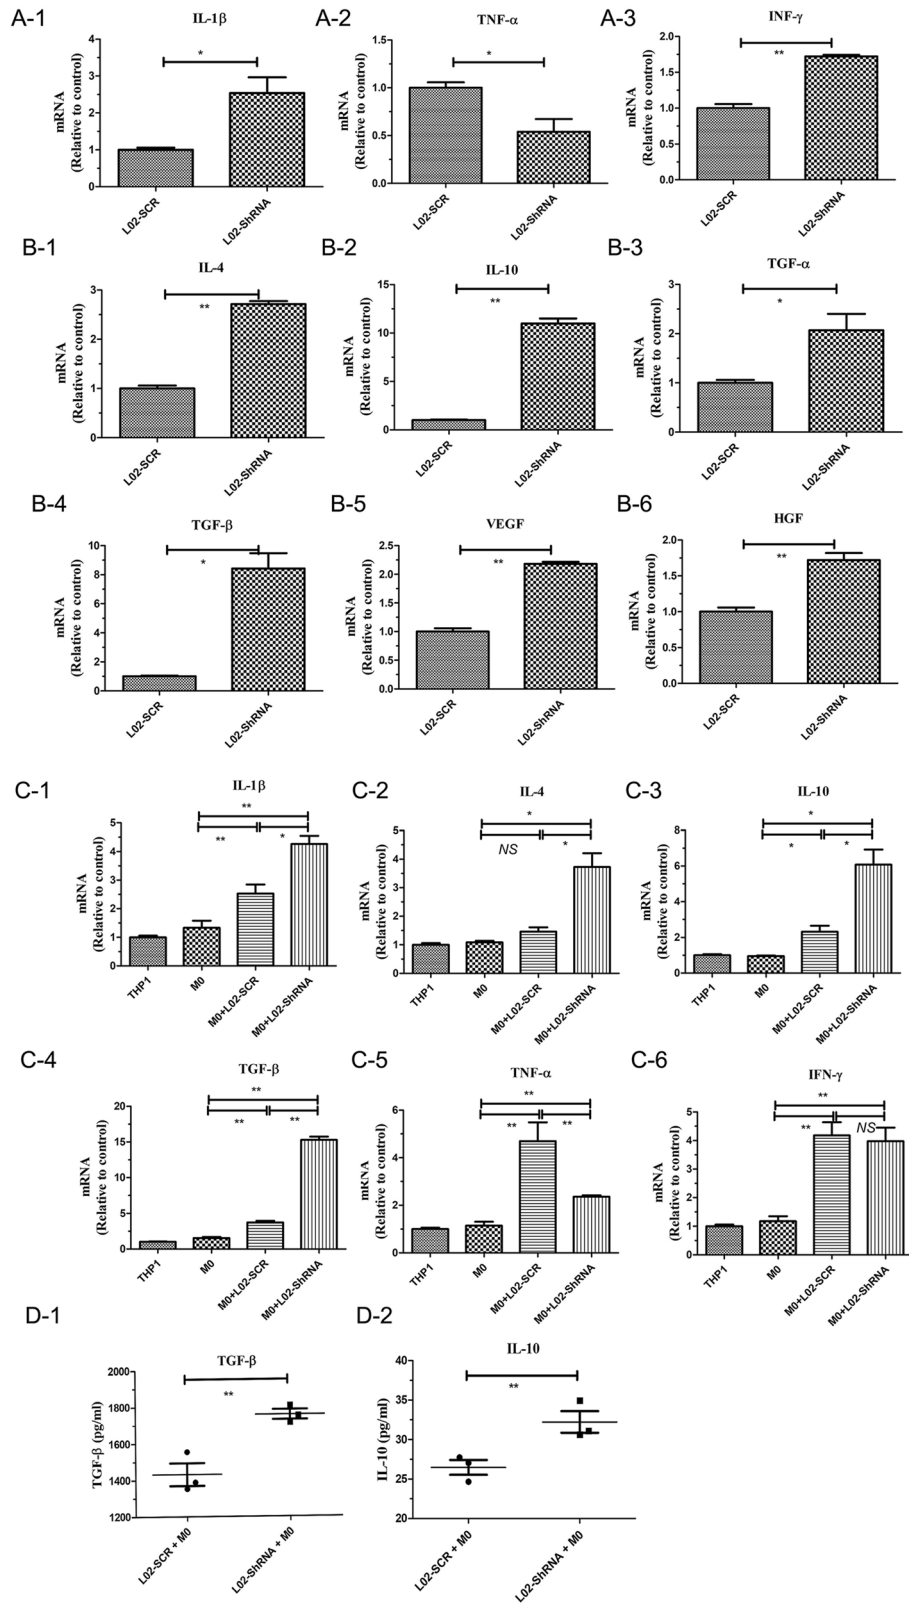 A-1
IL-1β
mRNA
(Relative to control)
4
3
2
1
0
*
L02-SCR
L02-ShRNA
A-2
TNF-α
mRNA
(Relative to control)
1.5
1.0
0.5
0.0
*
L02-SCR
L02-ShRNA
A-3
INF-γ
mRNA
(Relative to control)
2.0
1.5
1.0
0.5
0.0
**
L02-SCR
L02-ShRNA
B-1
IL-4
mRNA
(Relative to control)
3
2
1
0
**
L02-SCR
L02-ShRNA
B-2
IL-10
mRNA
(Relative to control)
15
10
5
0
**
L02-SCR
L02-ShRNA
B-3
TGF-α
mRNA
(Relative to control)
3
2
1
0
*
L02-SCR
L02-ShRNA
B-4
TGF-β
mRNA
(Relative to control)
10
8
6
4
2
0
*
L02-SCR
L02-ShRNA
B-5
VEGF
mRNA
(Relative to control)
2.5
2.0
1.5
1.0
0.5
0.0
**
L02-SCR
L02-ShRNA
B-6
HGF
mRNA
(Relative to control)
2.0
1.5
1.0
0.5
0.0
**
L02-SCR
L02-ShRNA
C-1
IL-1β
mRNA
(Relative to control)
5
4
3
2
1
0
**
**
*
THP1
M0
M0+L02-SCR
M0+L02-ShRNA
C-2
IL-4
mRNA
(Relative to control)
5
4
3
2
1
0
*
NS
*
THP1
M0
M0+L02-SCR
M0+L02-ShRNA
C-3
IL-10
mRNA
(Relative to control)
8
6
4
2
0
*
*
*
THP1
M0
M0+L02-SCR
M0+L02-ShRNA
C-4
TGF-β
mRNA
(Relative to control)
20
15
10
5
0
**
**
**
THP1
M0
M0+L02-SCR
M0+L02-ShRNA
C-5
TNF-α
mRNA
(Relative to control)
6
4
2
0
**
**
**
THP1
M0
M0+L02-SCR
M0+L02-ShRNA
C-6
IFN-γ
mRNA
(Relative to control)
5
4
3
2
1
0
**
**
NS
THP1
M0
M0+L02-SCR
M0+L02-ShRNA
D-1
TGF-β
TGF-β (pg/ml)
2000
1800
1600
1400
1200
**
L02-SCR + M0
L02-ShRNA + M0
D-2
IL-10
IL-10 (pg/ml)
40
35
30
25
20
**
L02-SCR + M0
L02-ShRNA + M0